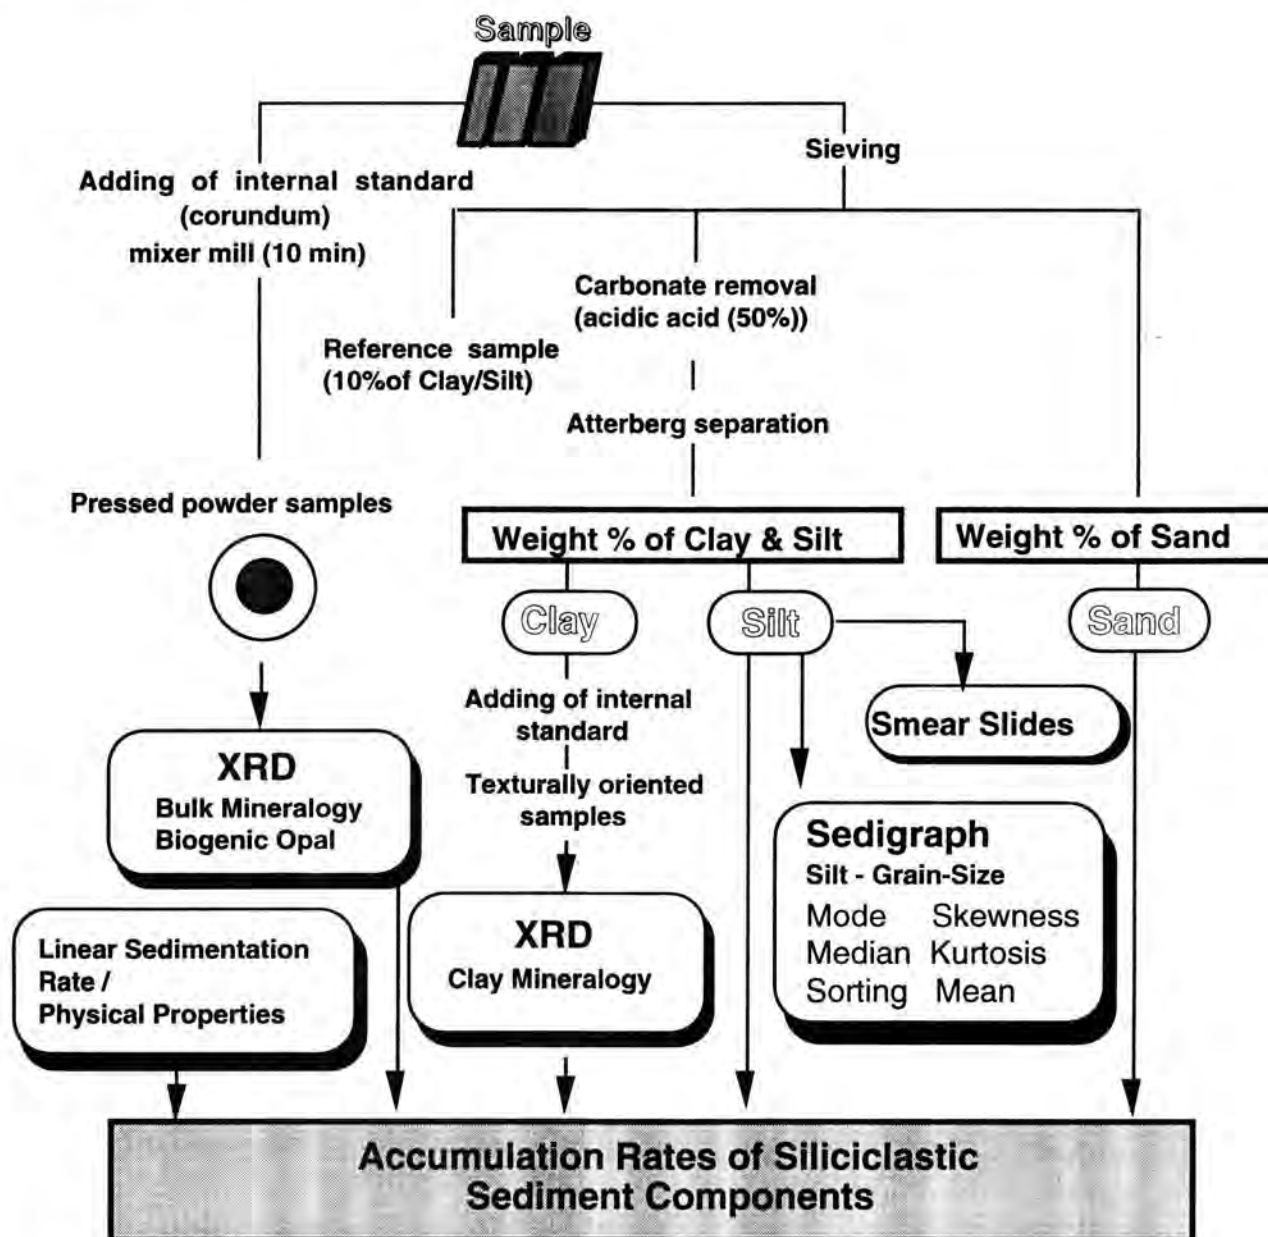 Sample
Sieving
Adding of internal standard
(corundum)
mixer mill (10 min)
Carbonate removal
(acidic acid (50%))
Reference sample
(10%of Clay/Silt)
Atterberg separation
Pressed powder samples
Weight % of Clay & Silt
Weight % of Sand
Clay
Silt
Sand
Adding of internal
standard
Smear Slides
Texturally oriented
samples
XRD
Bulk Mineralogy
Biogenic Opal
Sedigraph
Silt - Grain-Size
Mode Skewness
Median Kurtosis
Sorting Mean
XRD
Clay Mineralogy
Linear Sedimentation
Rate /
Physical Properties
Accumulation Rates of Siliciclastic
Sediment Components